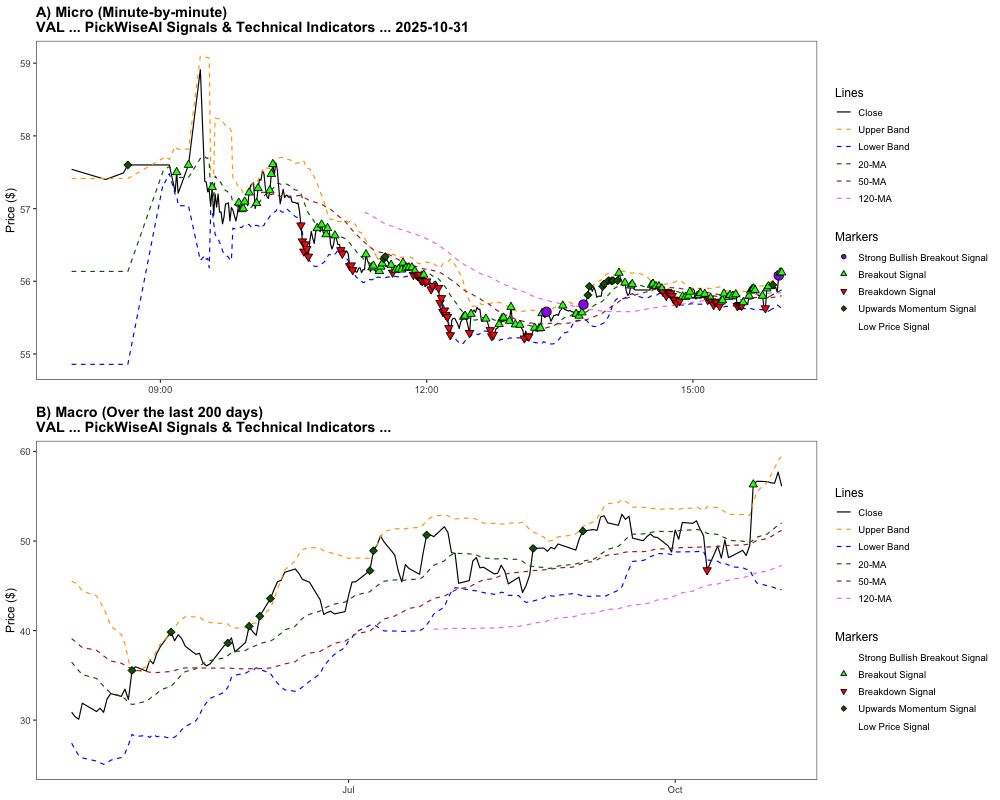 A) Micro (Minute-by-minute)
VAL ... PickWiseAI Signals & Technical Indicators ... 2025-10-31
Price ($)
59
58
57
56
55
09:00
12:00
15:00
Lines
Close
Upper Band
Lower Band
20-MA
50-MA
120-MA
Markers
Strong Bullish Breakout Signal
Breakout Signal
Breakdown Signal
Upwards Momentum Signal
Low Price Signal
B) Macro (Over the last 200 days)
VAL ... PickWiseAI Signals & Technical Indicators ...
Price ($)
60
50
40
30
Jul
Oct
Lines
Close
Upper Band
Lower Band
20-MA
50-MA
120-MA
Markers
Strong Bullish Breakout Signal
Breakout Signal
Breakdown Signal
Upwards Momentum Signal
Low Price Signal